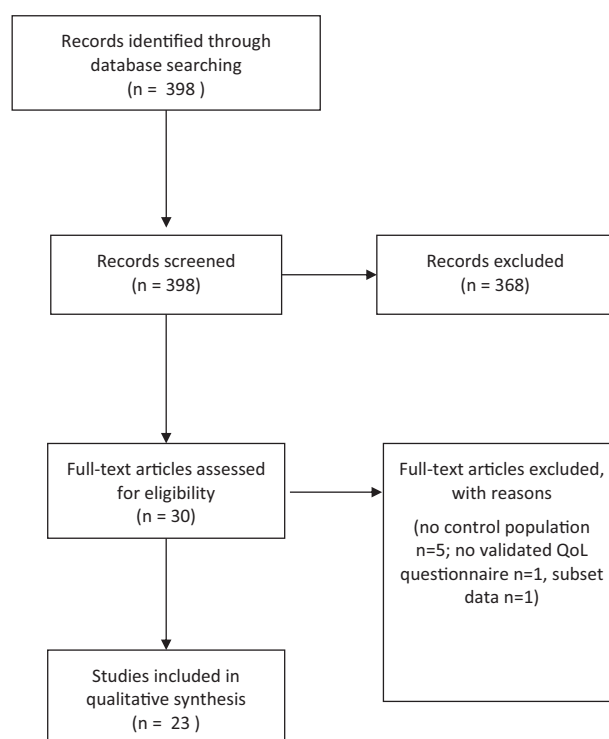 Records identified through
database searching
(n = 398 )
Records screened
(n = 398)
Records excluded
(n = 368)
Full-text articles assessed
for eligibility
(n = 30)
Full-text articles excluded,
with reasons
(no control population
n=5; no validated QoL
questionnaire n=1, subset
data n=1)
Studies included in
qualitative synthesis
(n = 23 )